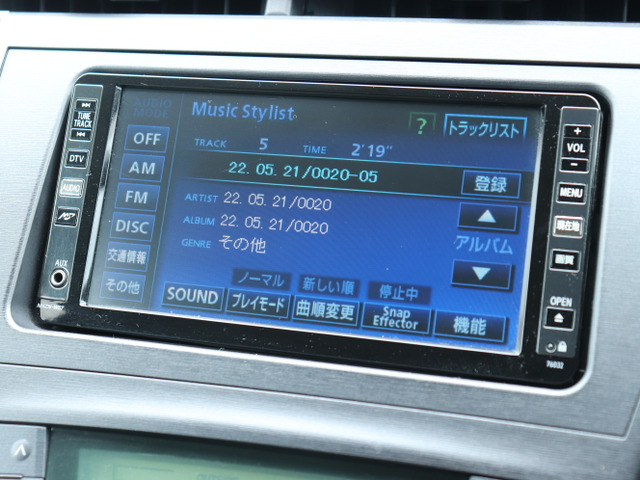 AUDIO MODE
Music Stylist
?
トラックリスト
TUNE TRACK
DTV
AUDIO
AUX
OFF
AM
FM
DISC
交通情報
その他
TRACK 5 TIME 2'19"
22.05.21/0020-05
登録
ARTIST 22.05.21/0020
ALBUM 22.05.21/0020
GENRE その他
アルバム
ノーマル
新しい順
停止中
SOUND
プレイモード
曲順変更
Snap Effector
機能
+
VOL
−
MENU
現在地
画質
OPEN
76032